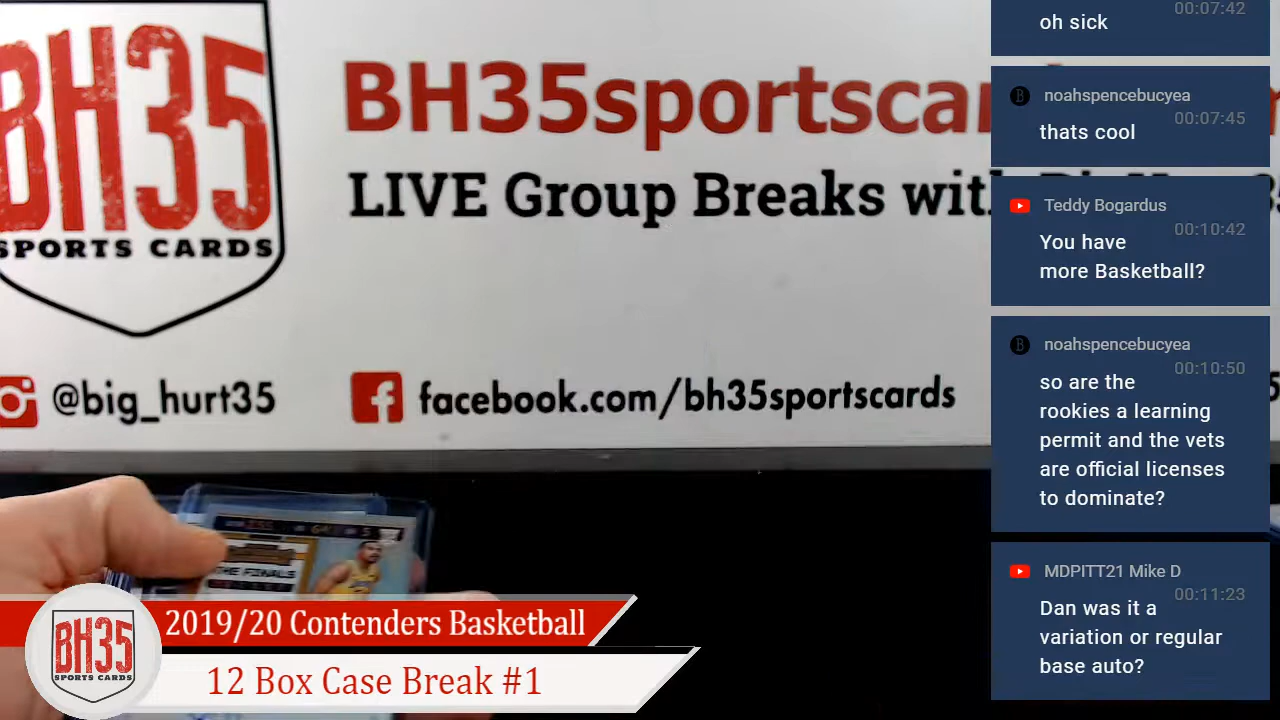 BH35
SPORTS CARDS
BH35sportscar
LIVE Group Breaks with
@big_hurt35
facebook.com/bh35sportscards
THE FINALS
BH35
SPORTS CARDS
2019/20 Contenders Basketball
12 Box Case Break #1
00:07:42
oh sick
noahspencebucyea
00:07:45
thats cool
Teddy Bogardus
00:10:42
You have
more Basketball?
noahspencebucyea
00:10:50
so are the
rookies a learning
permit and the vets
are official licenses
to dominate?
MDPITT21 Mike D
00:11:23
Dan was it a
variation or regular
base auto?